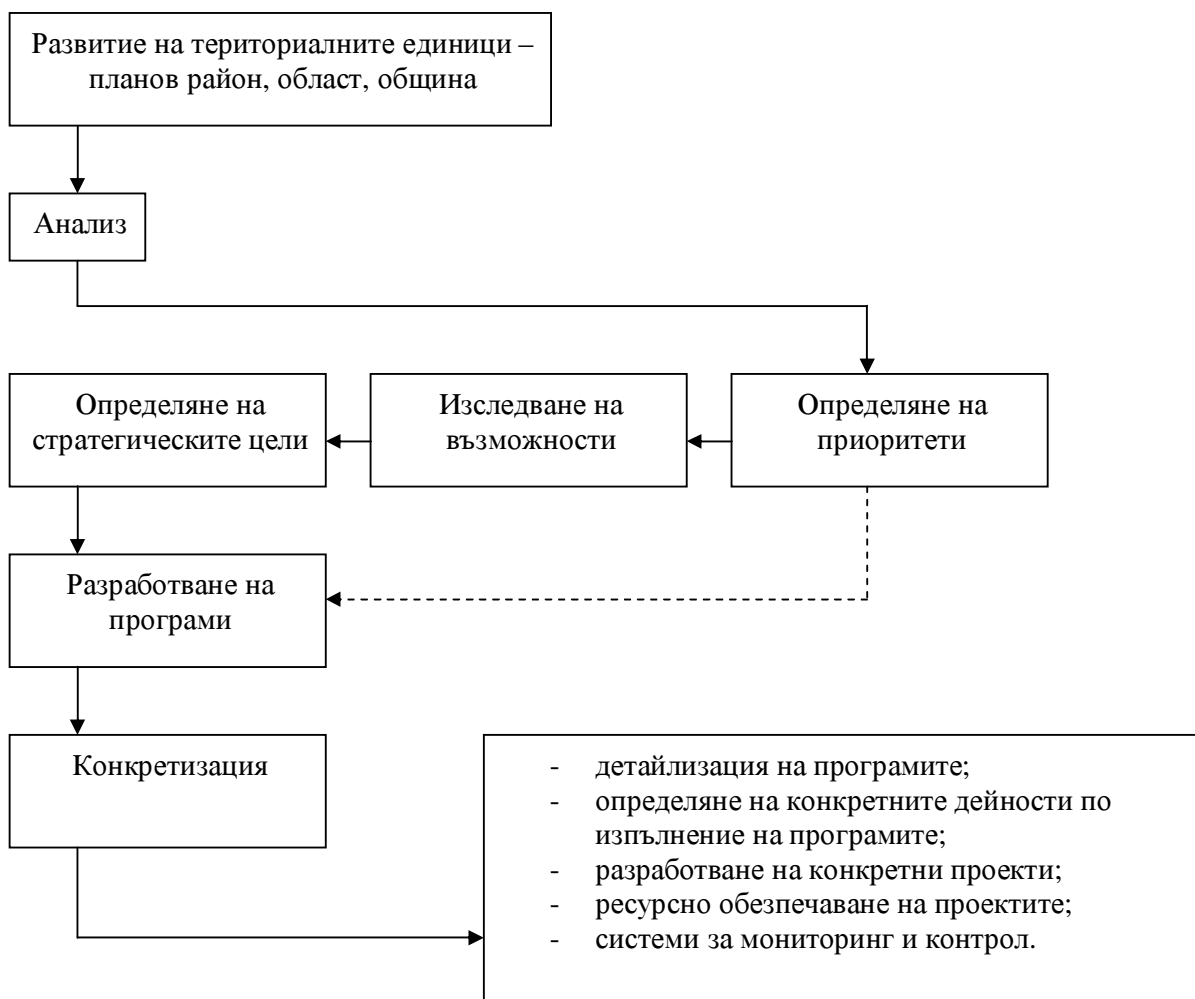 Развитие на териториалните единици –
планов район, област, община
Анализ
Определяне на
стратегическите цели
Изследване на
възможности
Определяне на
приоритети
Разработване на
програми
Конкретизация
- детайлизация на програмите;
- определяне на конкретните дейности по
изпълнение на програмите;
- разработване на конкретни проекти;
- ресурсно обезпечаване на проектите;
- системи за мониторинг и контрол.